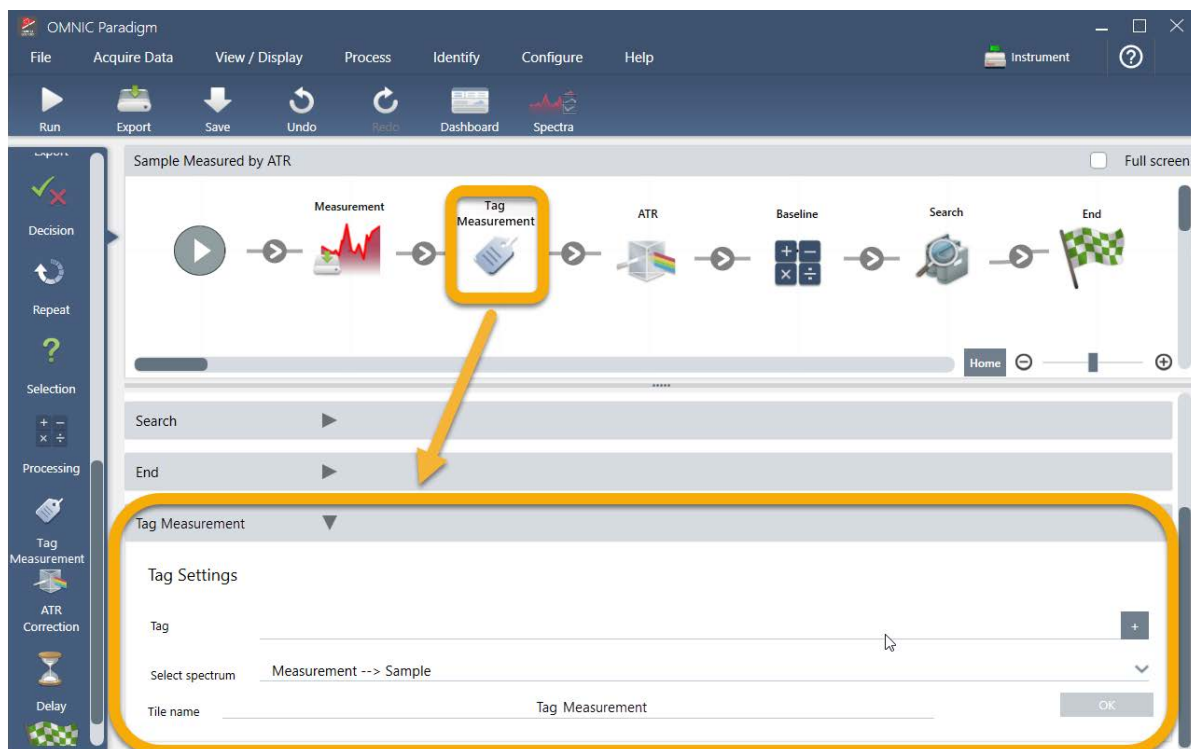 OMNIC Paradigm
File Acquire Data View / Display Process Identify Configure Help Instrument
Run Export Save Undo Redo Dashboard Spectra
Export
Decision
Repeat
Selection
Processing
Tag
Measurement
ATR
Correction
Delay
Sample Measured by ATR Full screen
Measurement Tag Measurement ATR Baseline Search End
Home
Search
End
Tag Measurement
Tag Settings
Tag +
Select spectrum Measurement --> Sample
Tile name Tag Measurement OK